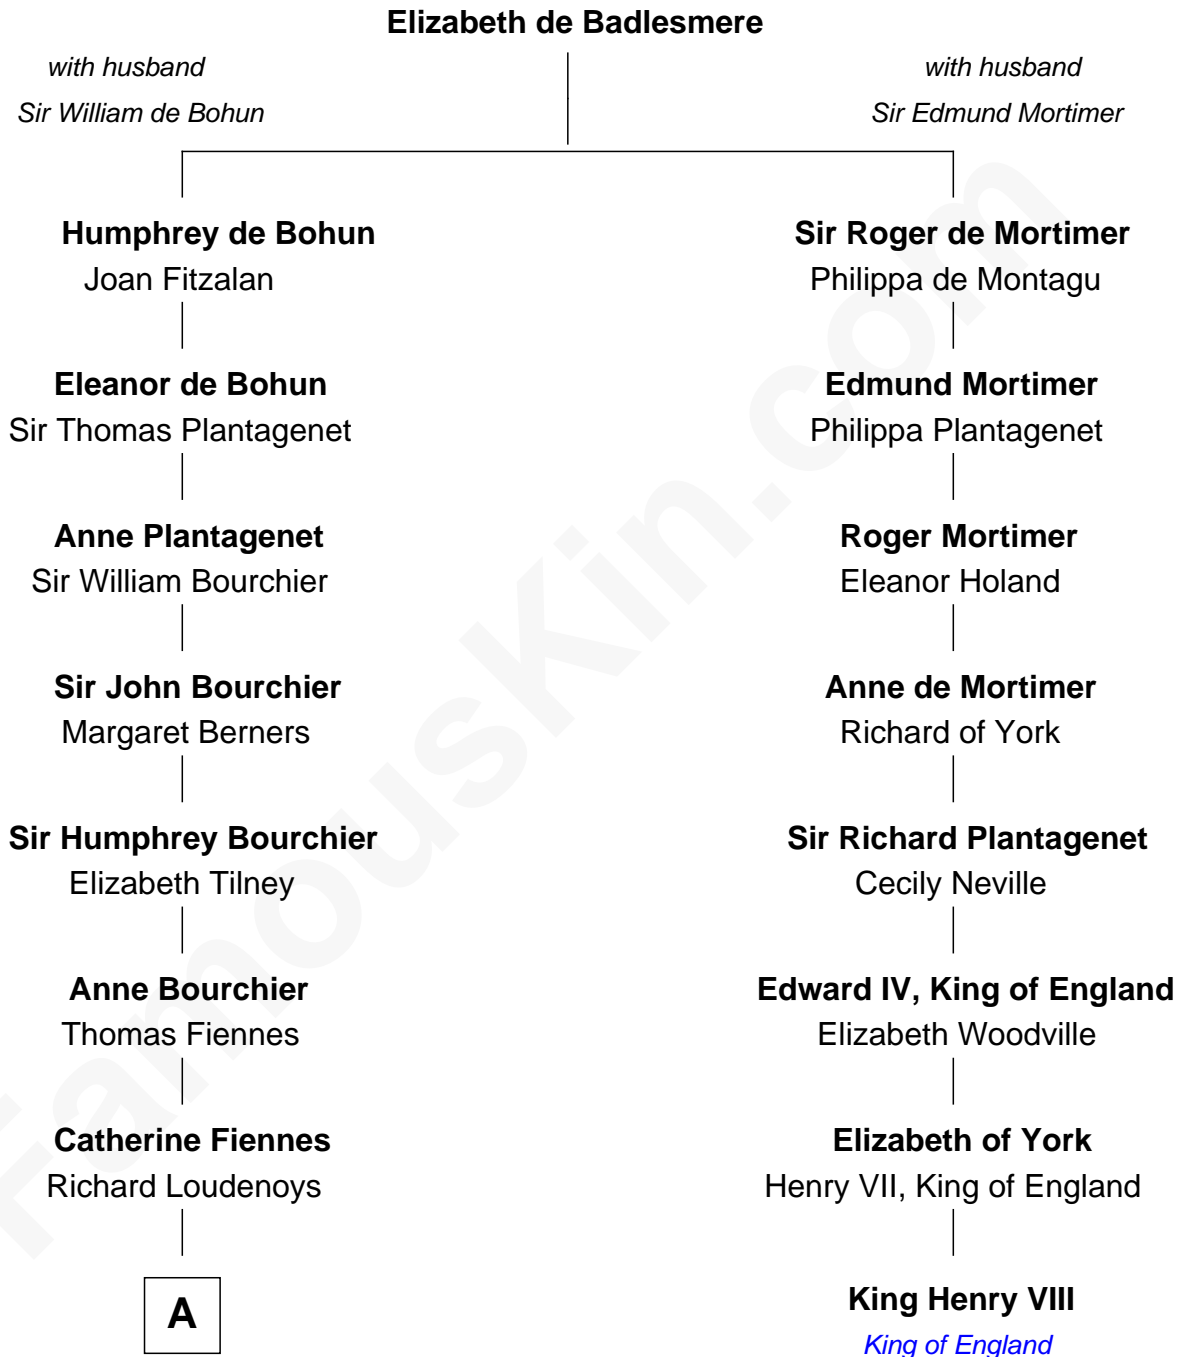 Elizabeth de Badlesmere
with husband
Sir William de Bohun
with husband
Sir Edmund Mortimer
Humphrey de Bohun
Joan Fitzalan
Sir Roger de Mortimer
Philippa de Montagu
Eleanor de Bohun
Sir Thomas Plantagenet
Edmund Mortimer
Philippa Plantagenet
Anne Plantagenet
Sir William Bourchier
Roger Mortimer
Eleanor Holand
Sir John Bourchier
Margaret Berners
Anne de Mortimer
Richard of York
Sir Humphrey Bourchier
Elizabeth Tilney
Sir Richard Plantagenet
Cecily Neville
Anne Bourchier
Thomas Fiennes
Edward IV, King of England
Elizabeth Woodville
Catherine Fiennes
Richard Loudenoys
Elizabeth of York
Henry VII, King of England
A
King Henry VIII
King of England
FamousKin.com